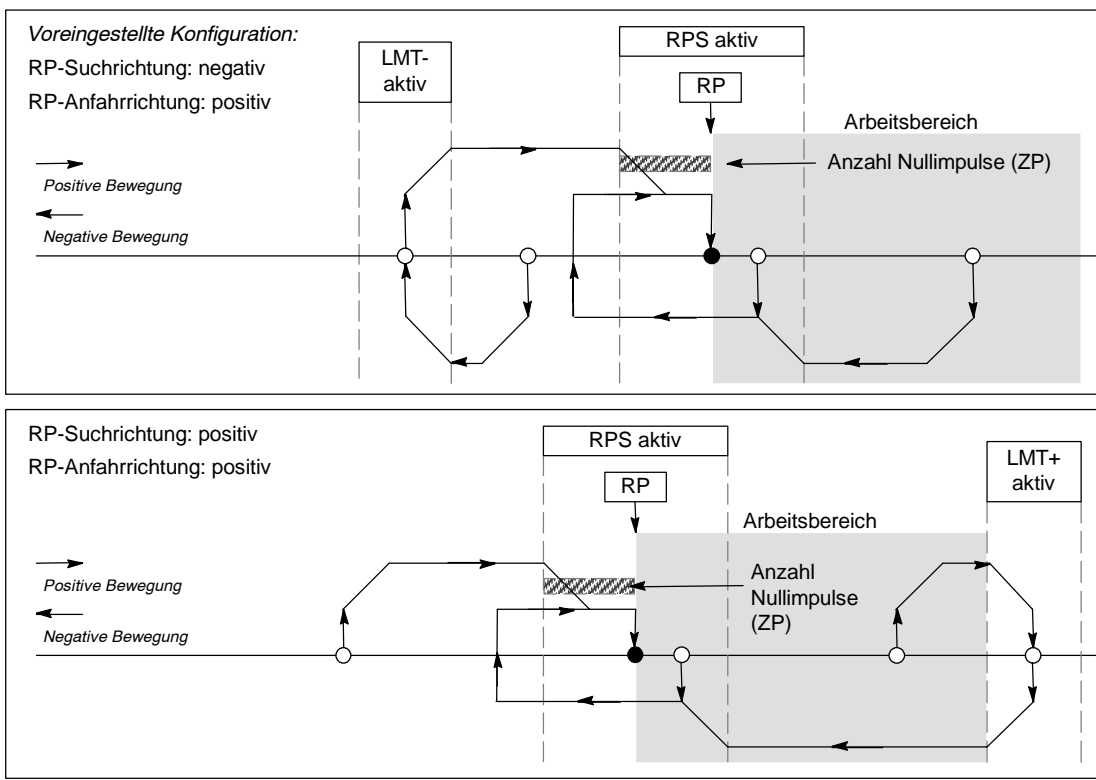 Voreingestellte Konfiguration:
RP-Suchrichtung: negativ
RP-Anfahrrichtung: positiv
LMT-
aktiv
RPS aktiv
RP
Arbeitsbereich
Anzahl Nullimpulse (ZP)
Positive Bewegung
Negative Bewegung
RP-Suchrichtung: positiv
RP-Anfahrrichtung: positiv
RPS aktiv
LMT+
aktiv
RP
Arbeitsbereich
Anzahl
Nullimpulse
(ZP)
Positive Bewegung
Negative Bewegung